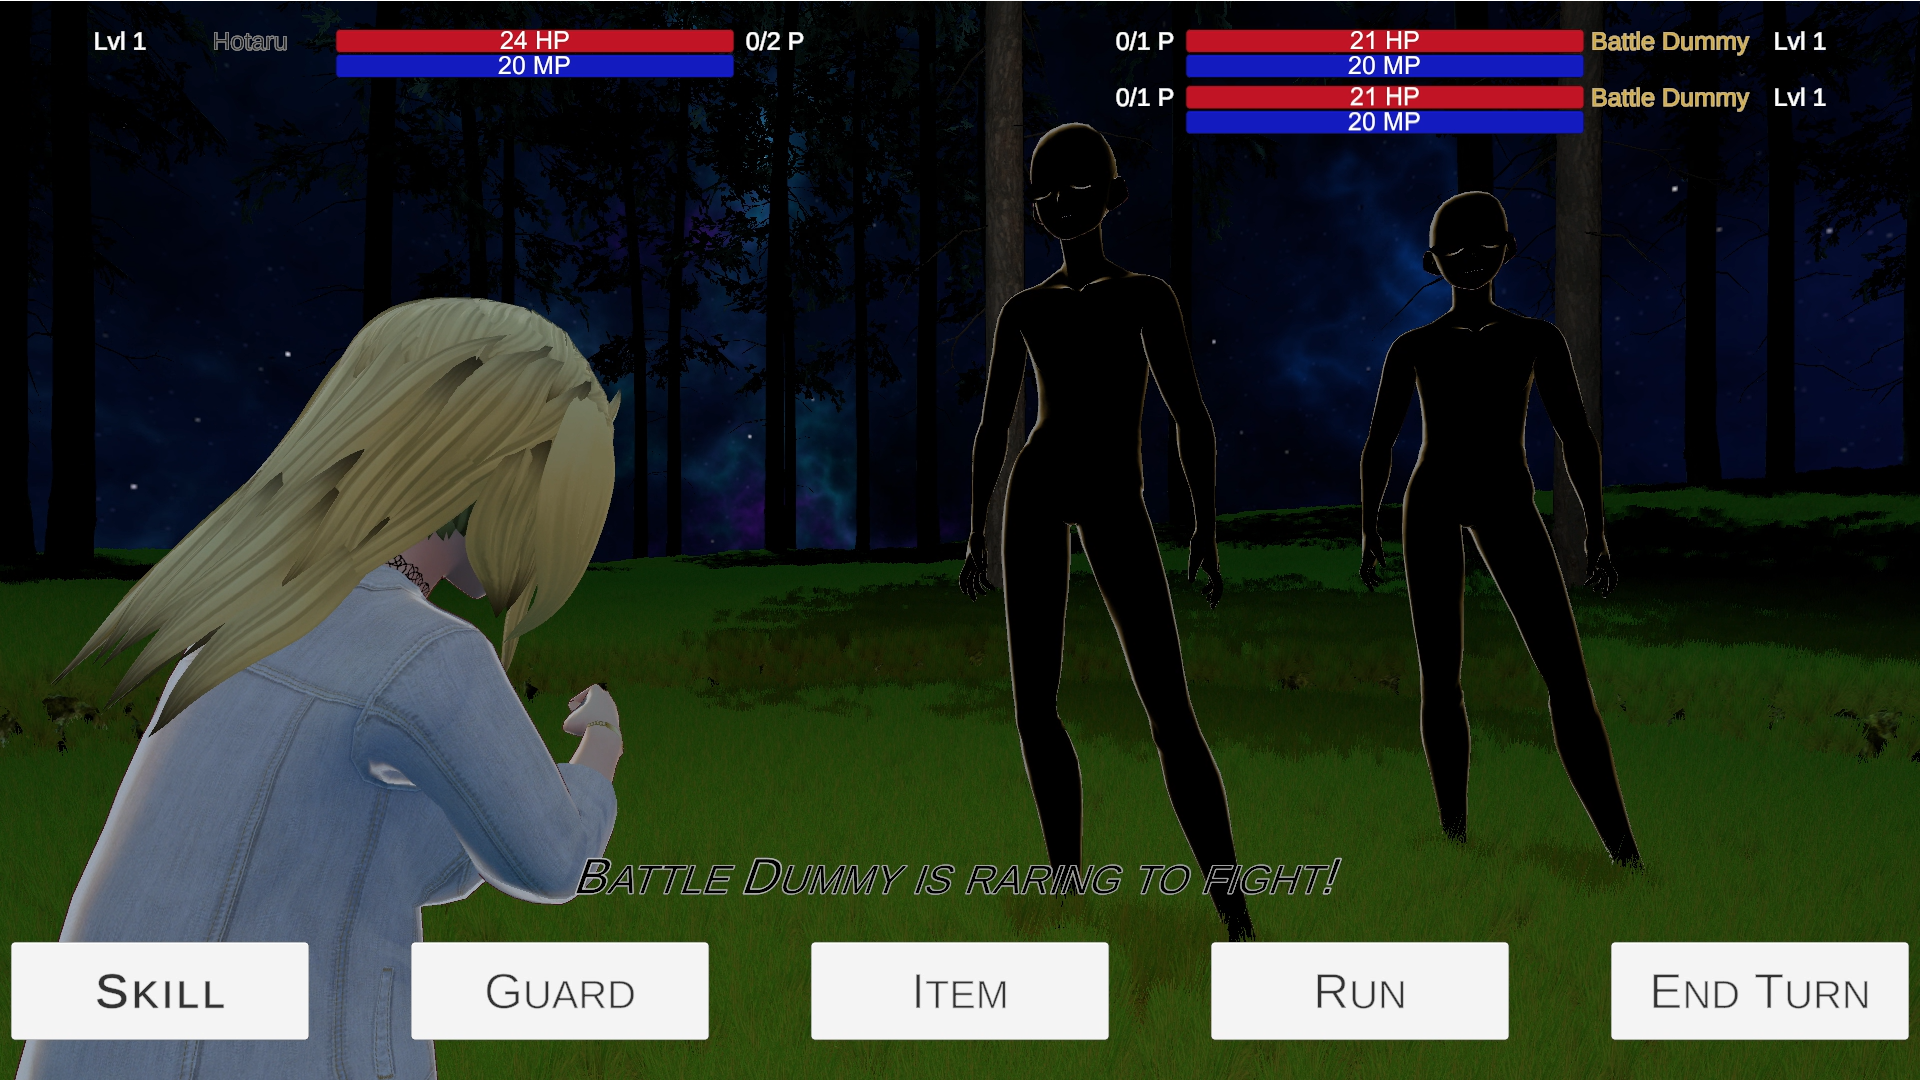 Lvl 1 Hotaru 24 HP 0/2 P 0/1 P 21 HP Battle Dummy Lvl 1
20 MP 20 MP
0/1 P 21 HP Battle Dummy Lvl 1
20 MP
BATTLE DUMMY IS RARING TO FIGHT!
SKILL GUARD ITEM RUN END TURN